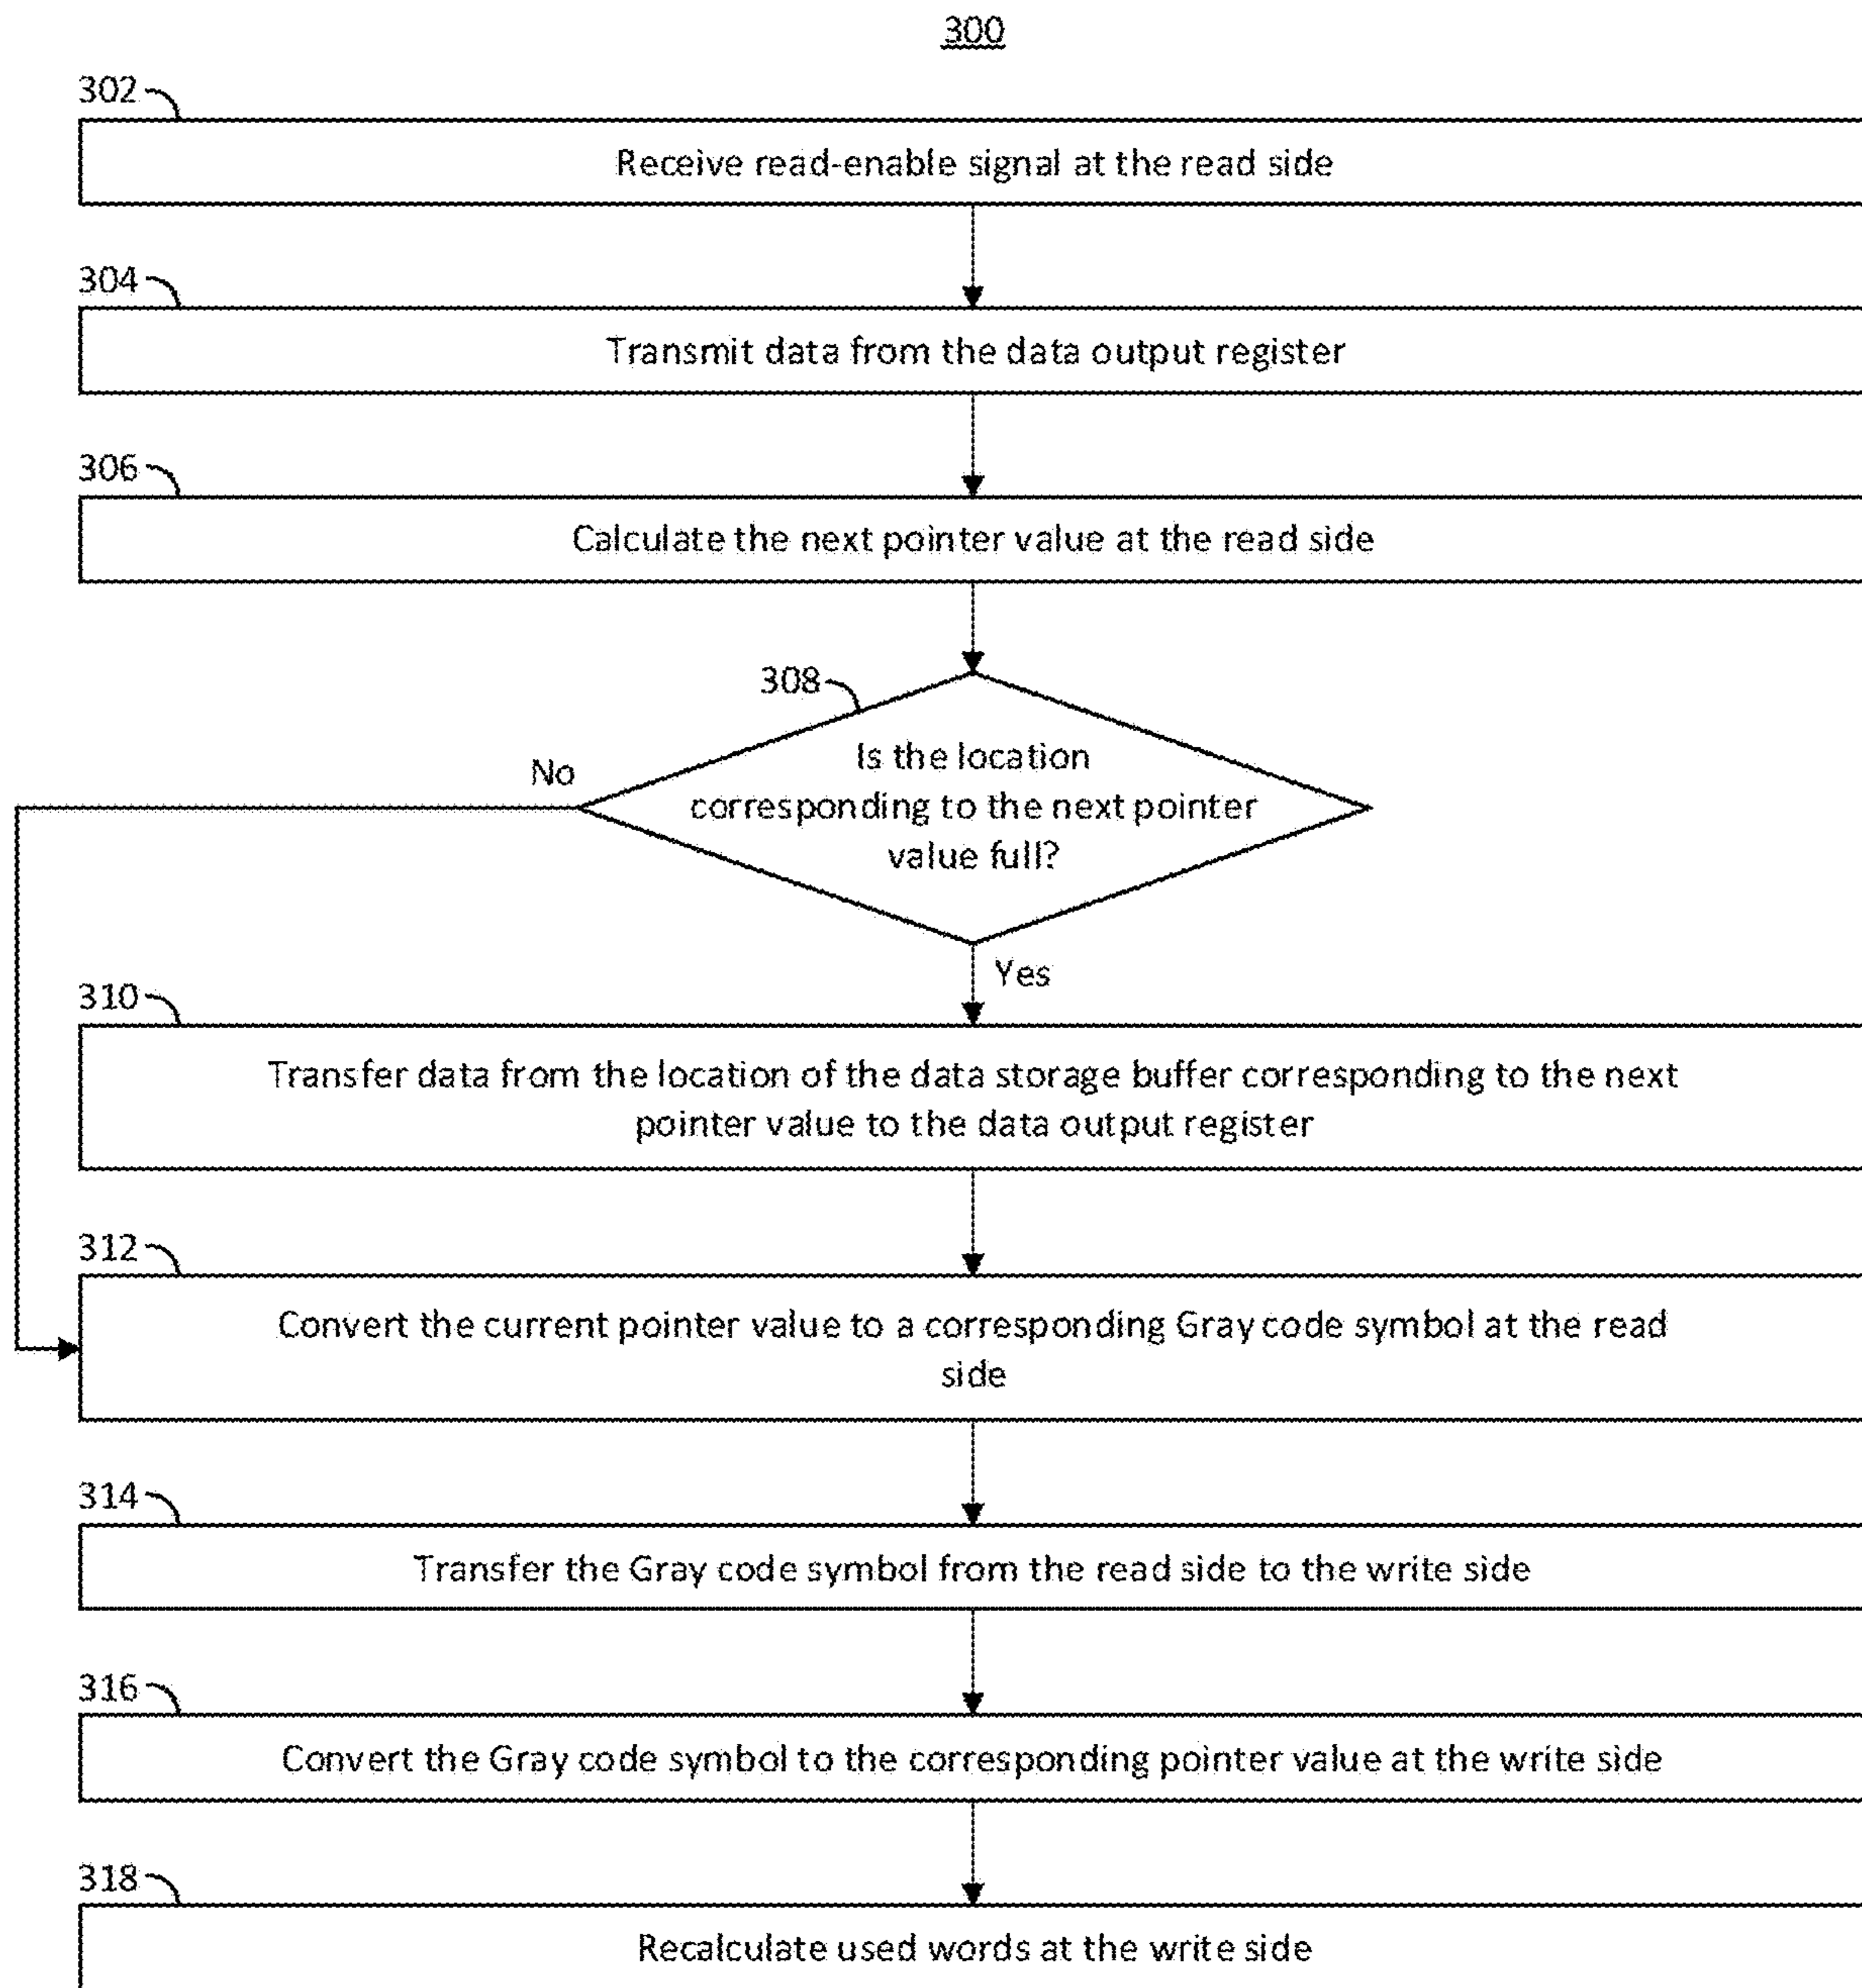 300
302
Receive read-enable signal at the read side
304
Transmit data from the data output register
306
Calculate the next pointer value at the read side
308
Is the location
corresponding to the next pointer
value full?
No
Yes
310
Transfer data from the location of the data storage buffer corresponding to the next
pointer value to the data output register
312
Convert the current pointer value to a corresponding Gray code symbol at the read
side
314
Transfer the Gray code symbol from the read side to the write side
316
Convert the Gray code symbol to the corresponding pointer value at the write side
318
Recalculate used words at the write side